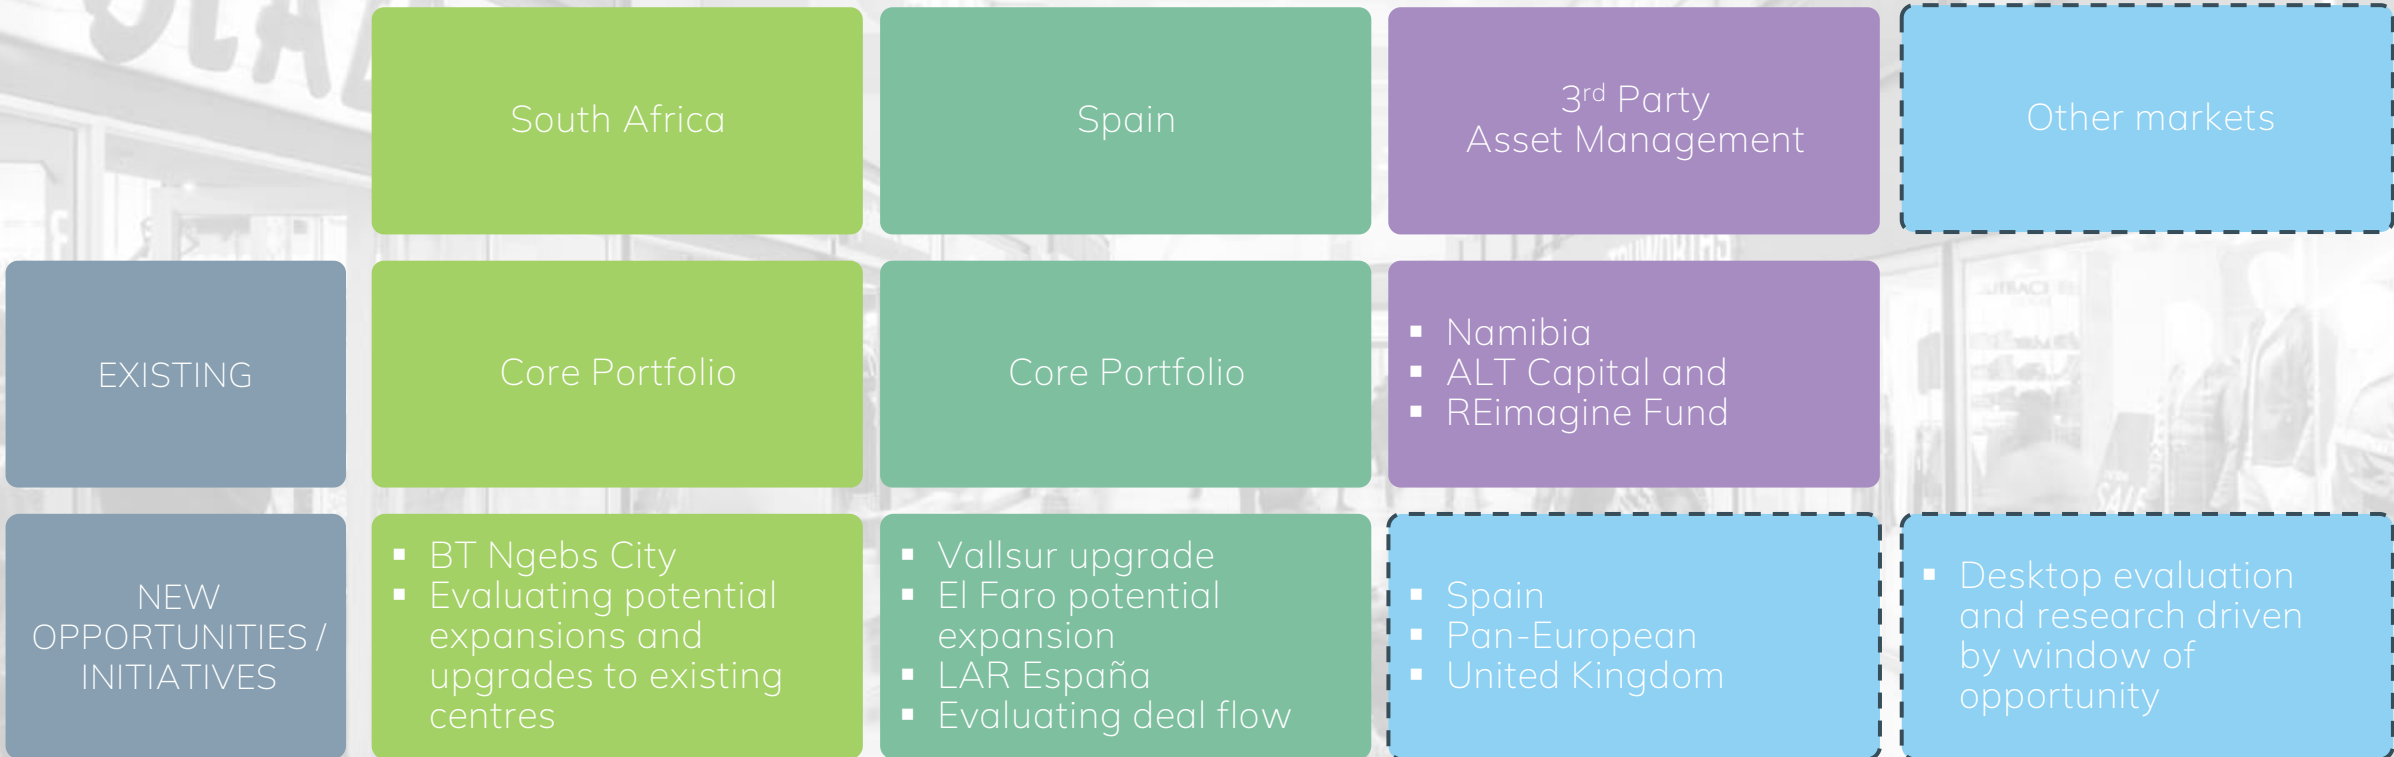 South Africa
Spain
3rd Party
Asset Management
Other markets
EXISTING
Core Portfolio
Core Portfolio
▪ Namibia
▪ ALT Capital and
▪ REimagine Fund
NEW
OPPORTUNITIES /
INITIATIVES
▪ BT Ngebs City
▪ Evaluating potential
expansions and
upgrades to existing
centres
▪ Vallsur upgrade
▪ El Faro potential
expansion
▪ LAR España
▪ Evaluating deal flow
▪ Spain
▪ Pan-European
▪ United Kingdom
▪ Desktop evaluation
and research driven
by window of
opportunity
SALE